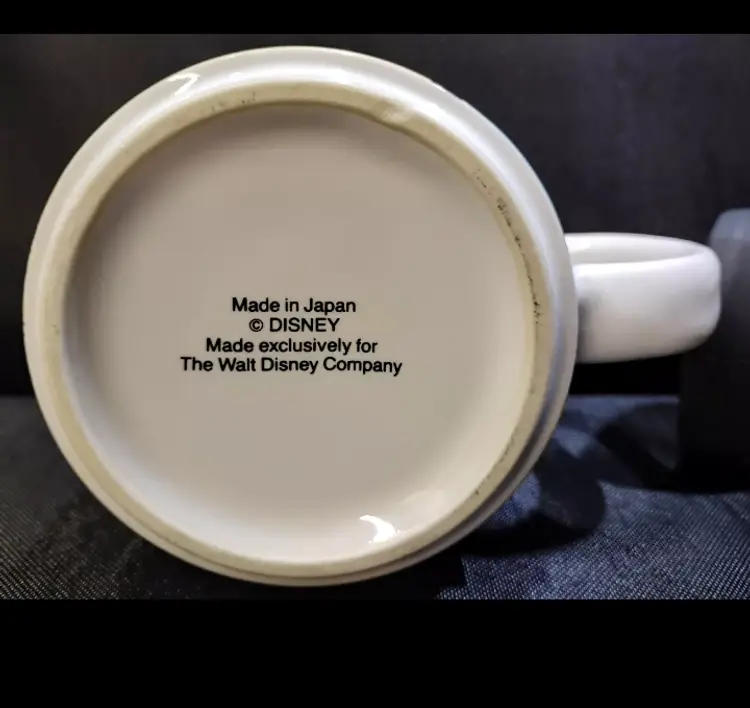 Made in Japan
© DISNEY
Made exclusively for
The Walt Disney Company